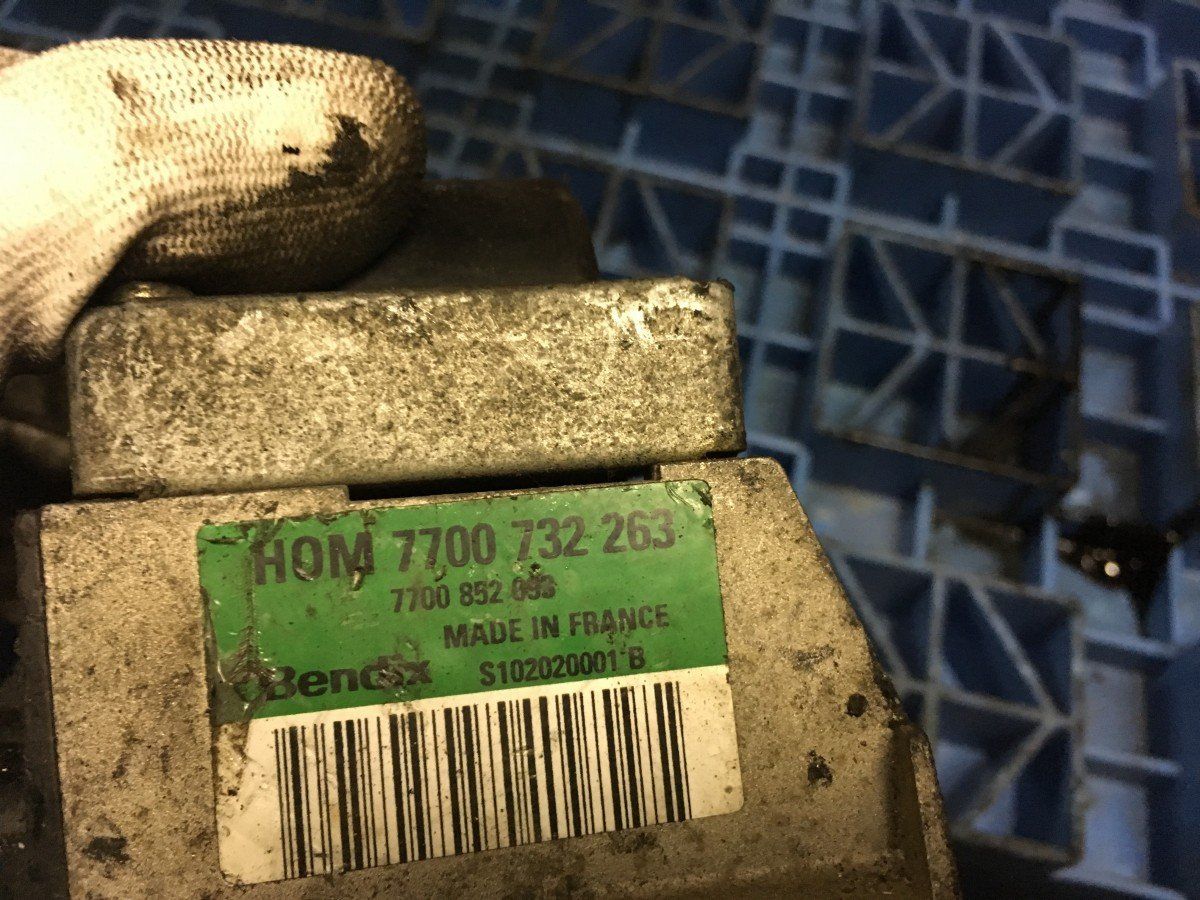 HOM 7700 732 263
7700 852 093
MADE IN FRANCE
Bendix S102020001 B